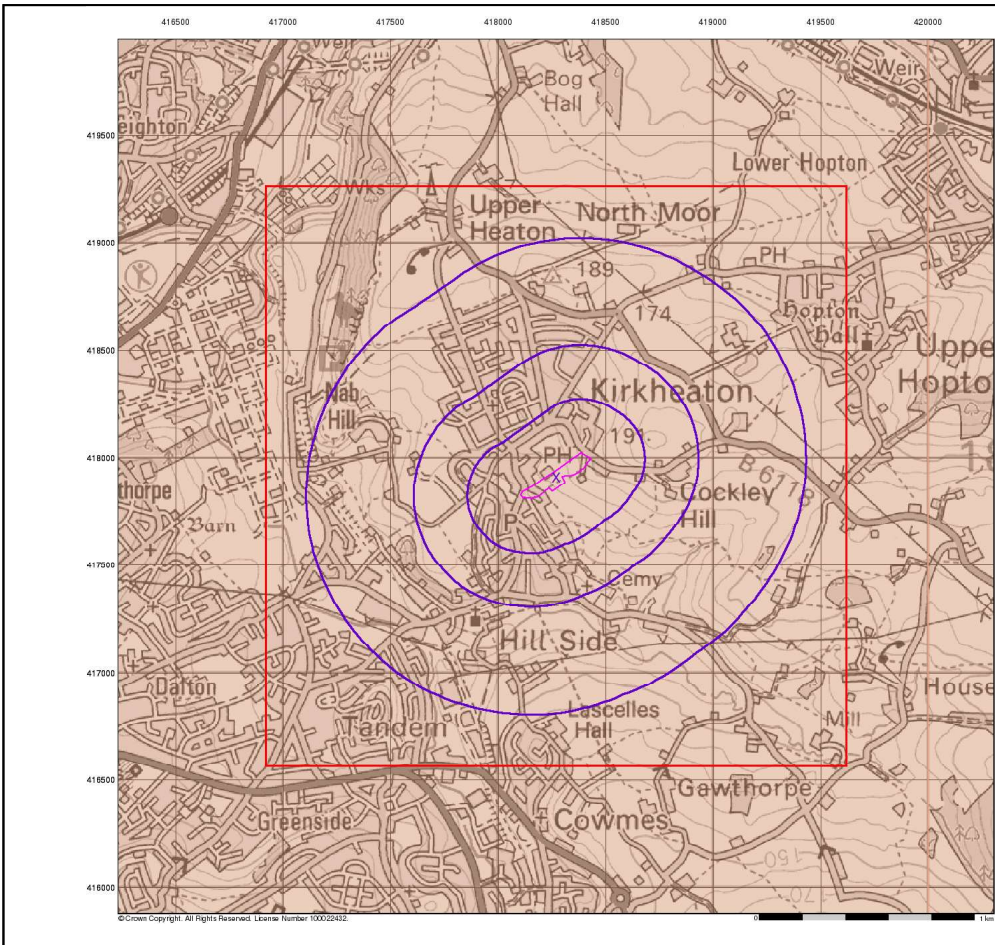 416500 417000 417500 418000 418500 419000 419500 420000
419500
419000
418500
418000
417500
417000
416500
416000
Weir
Bog
Hall
Weir
eighton
Lower Hopton
Wks
Upper
Heaton
North Moor
PH
189
174
Hopton
Hall
Uppe
Hopto
Kirkheaton
Nab
Hill
191
PH
B 6118
Cockley
Hill
thorpe
Barn
P
Cemy
Hill Side
Dalton
House
Tandem
Lascelles
Hall
Mill
Gawthorpe
Greenside
Cowmes
150
70
© Crown Copyright. All Rights Reserved. License Number 100022432.
0 1 km